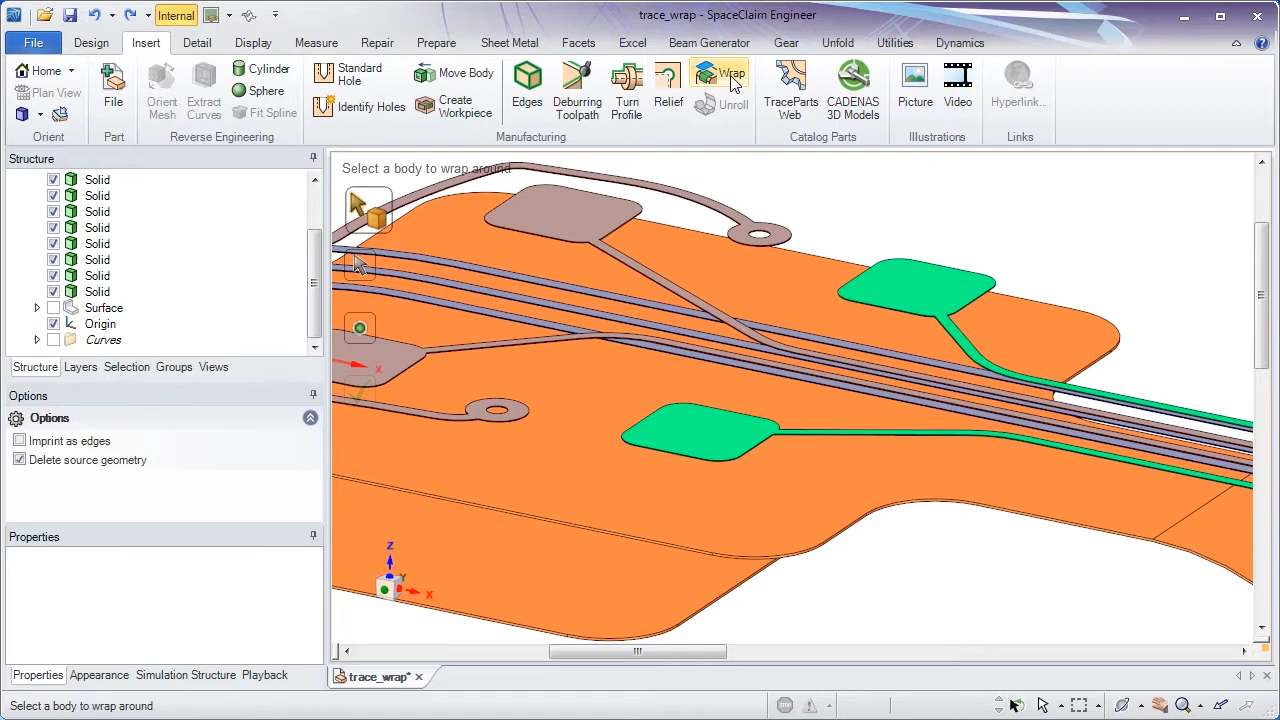 Internal
trace_wrap - SpaceClaim Engineer
File Design Insert Detail Display Measure Repair Prepare Sheet Metal Facets Excel Beam Generator Gear Unfold Utilities Dynamics
Home
Plan View
Orient
File
Part
Orient Mesh
Extract Curves
Cylinder
Sphere
Fit Spline
Reverse Engineering
Standard Hole
Identify Holes
Move Body
Create Workpiece
Edges
Deburring Toolpath
Turn Profile
Relief
Wrap
Unroll
Manufacturing
TraceParts Web
CADENAS 3D Models
Catalog Parts
Picture
Video
Illustrations
Hyperlink...
Links
Structure
Solid
Solid
Solid
Solid
Solid
Solid
Solid
Solid
Surface
Origin
Curves
Structure Layers Selection Groups Views
Options
Options
Imprint as edges
Delete source geometry
Properties
Properties Appearance Simulation Structure Playback
Select a body to wrap around
X
Z
Y
X
trace_wrap*
Select a body to wrap around